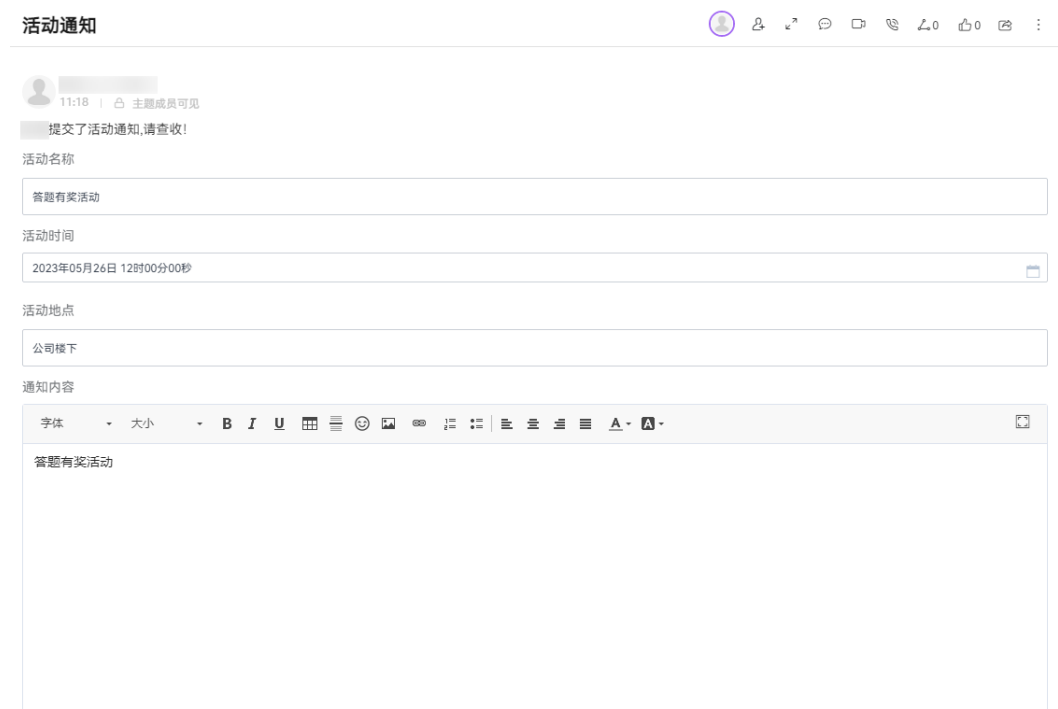 活动通知
0
0
11:18 | 主题成员可见
提交了活动通知,请查收!
活动名称
答题有奖活动
活动时间
2023年05月26日 12时00分00秒
活动地点
公司楼下
通知内容
字体 大小 B I U A A
答题有奖活动